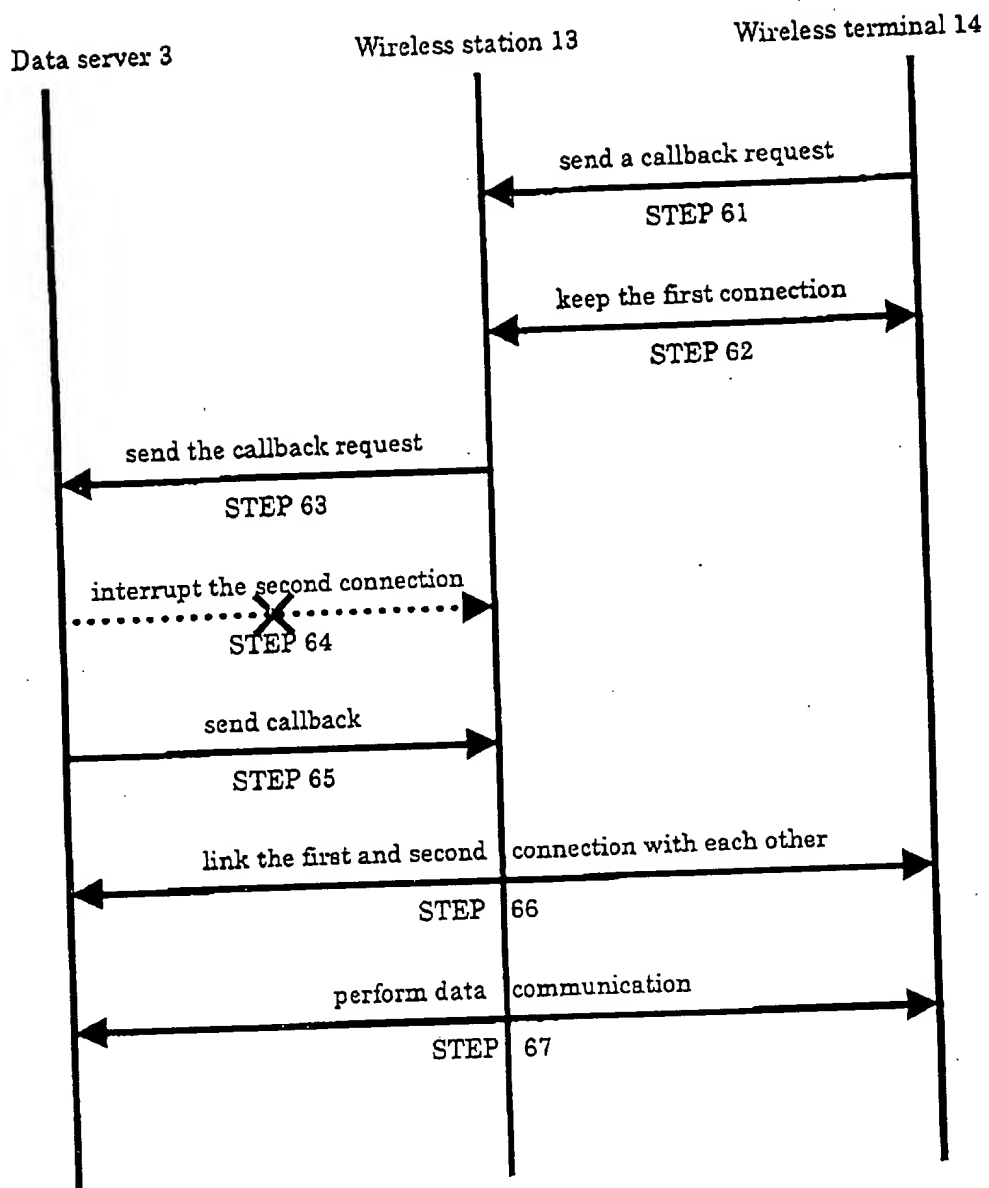 Data server 3
Wireless station 13
Wireless terminal 14
send a callback request
STEP 61
keep the first connection
STEP 62
send the callback request
STEP 63
interrupt the second connection
STEP 64
send callback
STEP 65
link the first and second connection with each other
STEP 66
perform data communication
STEP 67